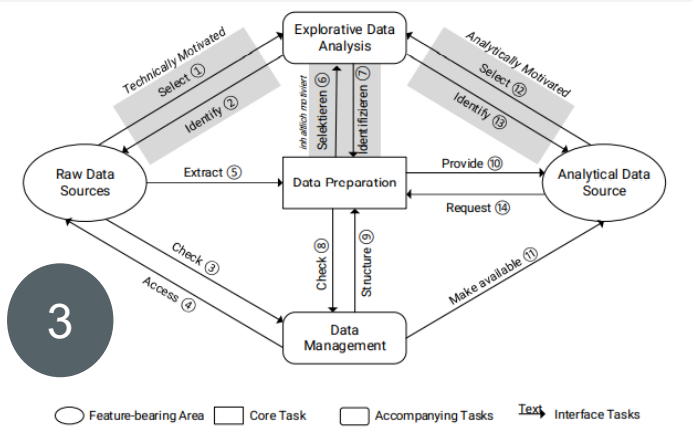 Explorative Data
Analysis
Technically Motivated
Select ①
Identify ②
inhaltlich motiviert
Selektieren ⑥
Identifizieren ⑦
Analytically Motivated
Select ⑫
Identify ⑬
Raw Data
Sources
Extract ⑤
Data Preparation
Provide ⑩
Request ⑭
Analytical Data
Source
Check ③
Access ④
Check ⑧
Structure ⑨
Make available ⑪
3
Data
Management
Feature-bearing Area
Core Task
Accompanying Tasks
Text
Interface Tasks